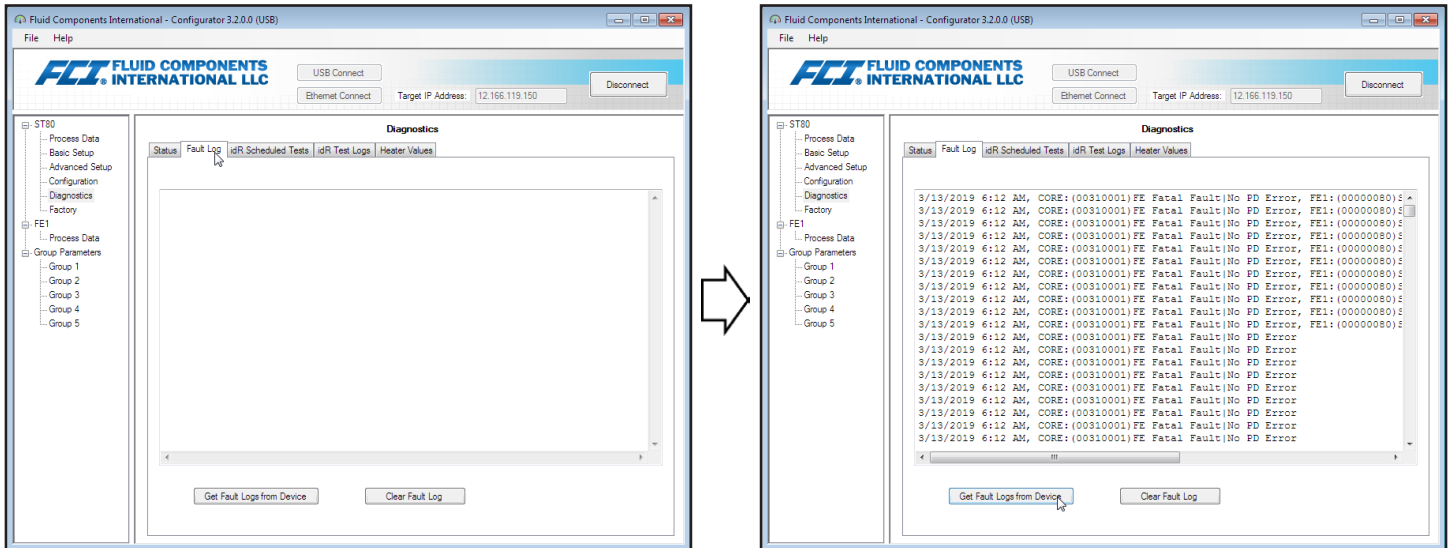 Fluid Components International - Configurator 3.2.0.0 (USB)
File Help
FCI® FLUID COMPONENTS
INTERNATIONAL LLC
USB Connect
Ethernet Connect Target IP Address: 12.166.119.150
Disconnect
ST80
Process Data
Basic Setup
Advanced Setup
Configuration
Diagnostics
Factory
FE1
Process Data
Group Parameters
Group 1
Group 2
Group 3
Group 4
Group 5
Diagnostics
Status Fault Log idR Scheduled Tests idR Test Logs Heater Values
Get Fault Logs from Device Clear Fault Log
Fluid Components International - Configurator 3.2.0.0 (USB)
File Help
FCI® FLUID COMPONENTS
INTERNATIONAL LLC
USB Connect
Ethernet Connect Target IP Address: 12.166.119.150
Disconnect
ST80
Process Data
Basic Setup
Advanced Setup
Configuration
Diagnostics
Factory
FE1
Process Data
Group Parameters
Group 1
Group 2
Group 3
Group 4
Group 5
Diagnostics
Status Fault Log idR Scheduled Tests idR Test Logs Heater Values
3/13/2019 6:12 AM, CORE:(00310001)FE Fatal Fault|No PD Error, FE1:(00000080)S
3/13/2019 6:12 AM, CORE:(00310001)FE Fatal Fault|No PD Error, FE1:(00000080)S
3/13/2019 6:12 AM, CORE:(00310001)FE Fatal Fault|No PD Error, FE1:(00000080)S
3/13/2019 6:12 AM, CORE:(00310001)FE Fatal Fault|No PD Error, FE1:(00000080)S
3/13/2019 6:12 AM, CORE:(00310001)FE Fatal Fault|No PD Error, FE1:(00000080)S
3/13/2019 6:12 AM, CORE:(00310001)FE Fatal Fault|No PD Error, FE1:(00000080)S
3/13/2019 6:12 AM, CORE:(00310001)FE Fatal Fault|No PD Error, FE1:(00000080)S
3/13/2019 6:12 AM, CORE:(00310001)FE Fatal Fault|No PD Error, FE1:(00000080)S
3/13/2019 6:12 AM, CORE:(00310001)FE Fatal Fault|No PD Error, FE1:(00000080)S
3/13/2019 6:12 AM, CORE:(00310001)FE Fatal Fault|No PD Error, FE1:(00000080)S
3/13/2019 6:12 AM, CORE:(00310001)FE Fatal Fault|No PD Error, FE1:(00000080)S
3/13/2019 6:12 AM, CORE:(00310001)FE Fatal Fault|No PD Error
3/13/2019 6:12 AM, CORE:(00310001)FE Fatal Fault|No PD Error
3/13/2019 6:12 AM, CORE:(00310001)FE Fatal Fault|No PD Error
3/13/2019 6:12 AM, CORE:(00310001)FE Fatal Fault|No PD Error
3/13/2019 6:12 AM, CORE:(00310001)FE Fatal Fault|No PD Error
3/13/2019 6:12 AM, CORE:(00310001)FE Fatal Fault|No PD Error
3/13/2019 6:12 AM, CORE:(00310001)FE Fatal Fault|No PD Error
3/13/2019 6:12 AM, CORE:(00310001)FE Fatal Fault|No PD Error
3/13/2019 6:12 AM, CORE:(00310001)FE Fatal Fault|No PD Error
Get Fault Logs from Device Clear Fault Log